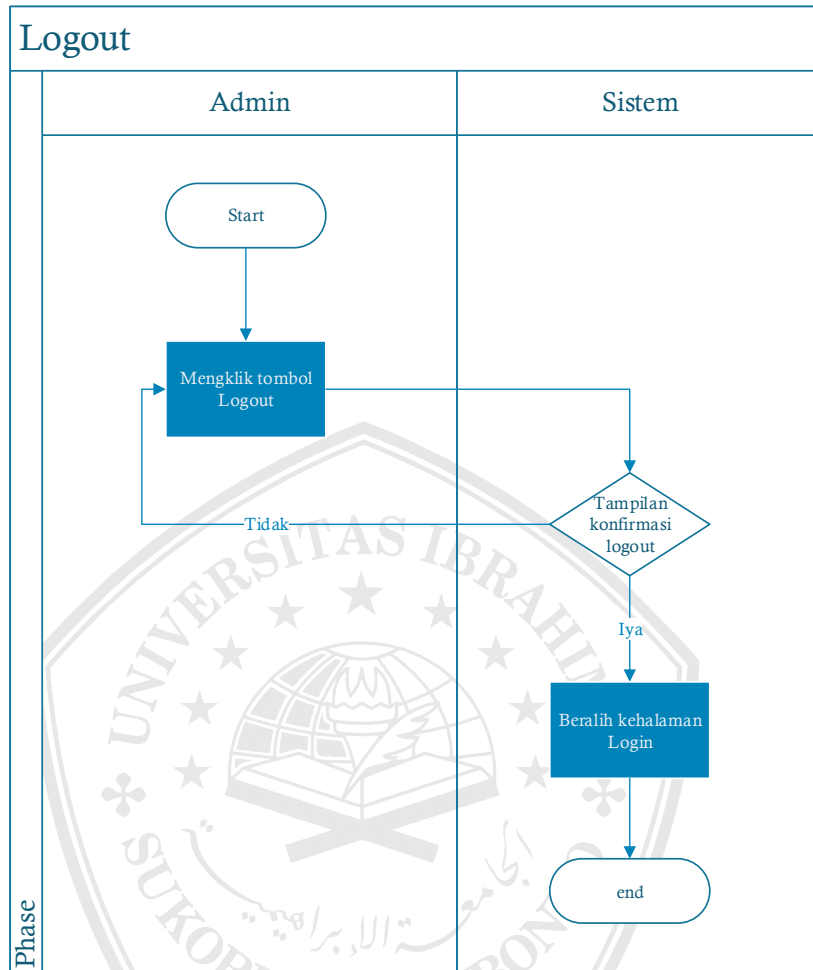 Logout
Admin
Sistem
Start
Mengklik tombol
Logout
Tampilan
konfirmasi
logout
Tidak
Iya
Beralih kehalaman
Login
end
Phase
UNIVERSITAS IBRAHIM